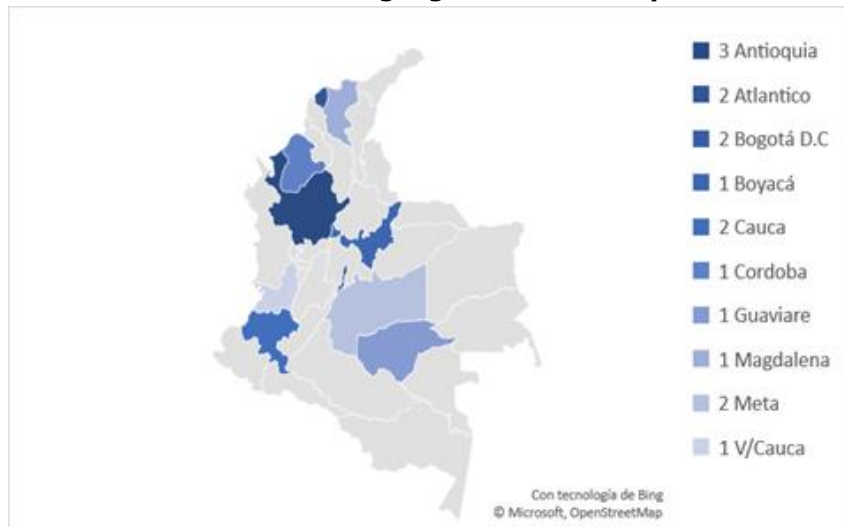 3 Antioquia
2 Atlantico
2 Bogotá D.C
1 Boyacá
2 Cauca
1 Cordoba
1 Guaviare
1 Magdalena
2 Meta
1 V/Cauca
Con tecnología de Bing
© Microsoft, OpenStreetMap